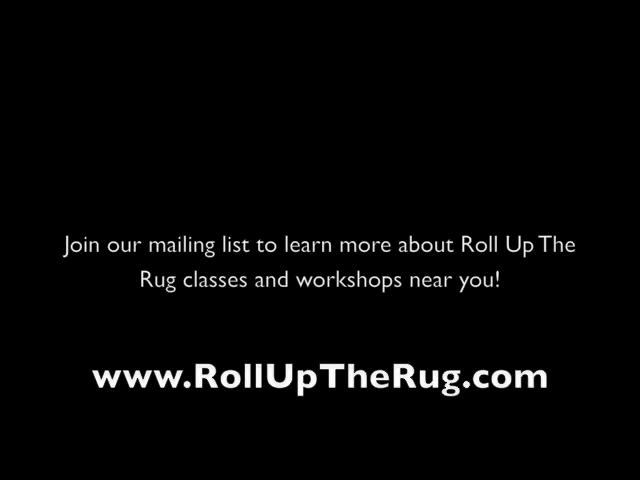 Join our mailing list to learn more about Roll Up The
Rug classes and workshops near you!
www.RollUpTheRug.com